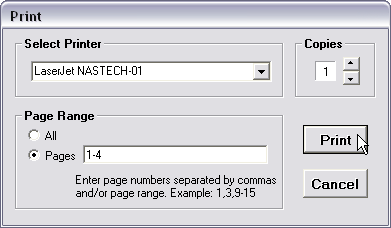 Print
Select Printer
Copies
LaserJet NASTECH-01
1
Page Range
All
Pages 1-4
Enter page numbers separated by commas
and/or page range. Example: 1,3,9-15
Print
Cancel